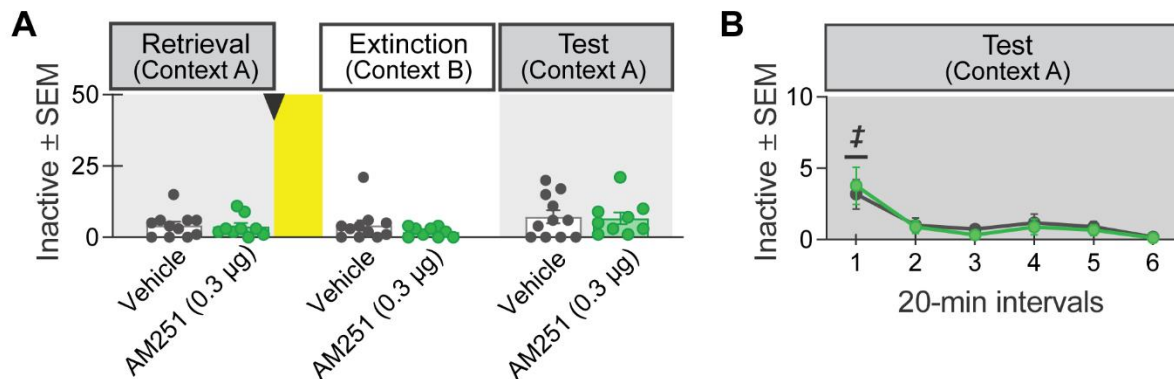 A
Retrieval
(Context A)
Extinction
(Context B)
Test
(Context A)
Inactive ± SEM
50
25
0
Vehicle
AM251 (0.3 µg)
Vehicle
AM251 (0.3 µg)
Vehicle
AM251 (0.3 µg)
B
Test
(Context A)
Inactive ± SEM
10
5
0
‡
1 2 3 4 5 6
20-min intervals